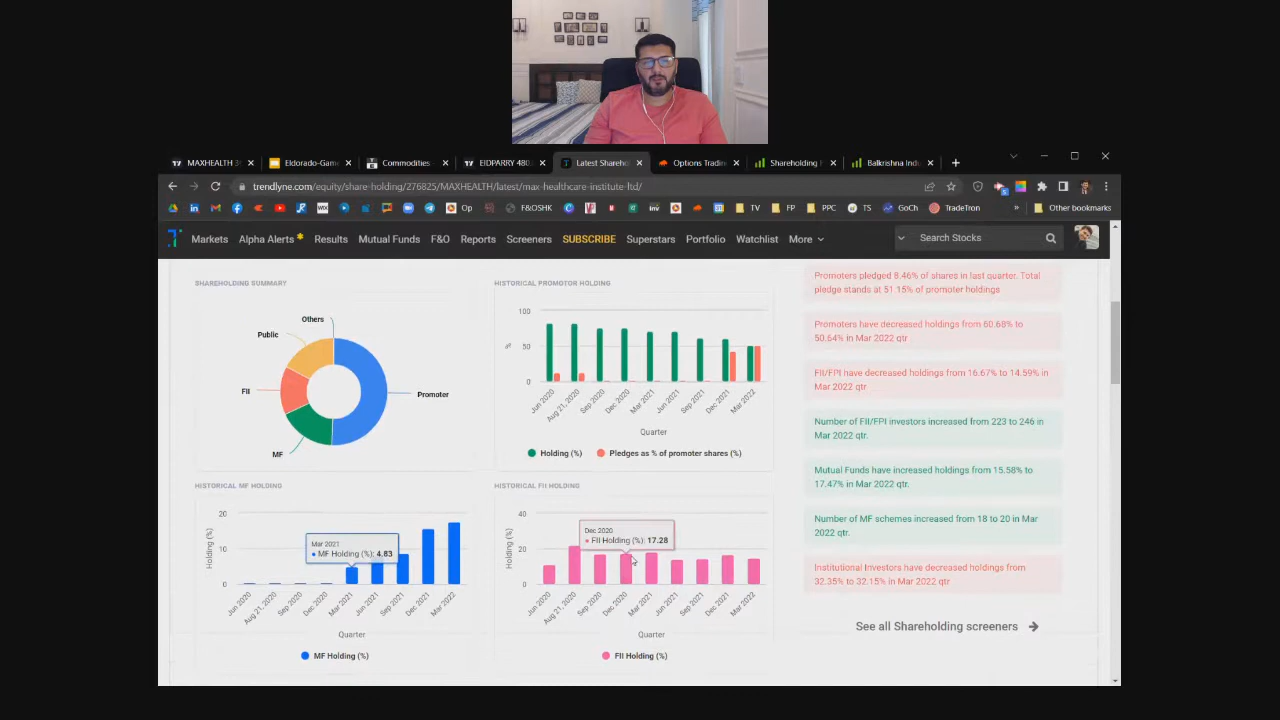 MAXHEALTH 3
Eldorado-Gam
Commodities
EIDPARRY 480.
Latest Shareho
Options Tradin
Shareholding P
Balkrishna Indu
trendlyne.com/equity/share-holding/276825/MAXHEALTH/latest/max-healthcare-institute-ltd/
WIX
Op
F&OSHK
inv
TV
FP
PPC
TS
GoCh
TradeTron
Other bookmarks
Markets
Alpha Alerts
Results
Mutual Funds
F&O
Reports
Screeners
SUBSCRIBE
Superstars
Portfolio
Watchlist
More
Search Stocks
SHAREHOLDING SUMMARY
Others
Public
FII
Promoter
MF
HISTORICAL PROMOTOR HOLDING
100
50
0
%
Jun 2020
Aug 21, 2020
Sep 2020
Dec 2020
Mar 2021
Jun 2021
Sep 2021
Dec 2021
Mar 2022
Quarter
Holding (%)
Pledges as % of promoter shares (%)
HISTORICAL MF HOLDING
20
10
0
Holding (%)
Mar 2021
MF Holding (%): 4.83
Jun 2020
Aug 21, 2020
Sep 2020
Dec 2020
Mar 2021
Jun 2021
Sep 2021
Dec 2021
Mar 2022
Quarter
MF Holding (%)
HISTORICAL FII HOLDING
40
20
0
Holding (%)
Dec 2020
FII Holding (%): 17.28
Jun 2020
Aug 21, 2020
Sep 2020
Dec 2020
Mar 2021
Jun 2021
Sep 2021
Dec 2021
Mar 2022
Quarter
FII Holding (%)
Promoters pledged 8.46% of shares in last quarter. Total
pledge stands at 51.15% of promoter holdings
Promoters have decreased holdings from 60.68% to
50.64% in Mar 2022 qtr
FII/FPI have decreased holdings from 16.67% to 14.59% in
Mar 2022 qtr
Number of FII/FPI investors increased from 223 to 246 in
Mar 2022 qtr.
Mutual Funds have increased holdings from 15.58% to
17.47% in Mar 2022 qtr.
Number of MF schemes increased from 18 to 20 in Mar
2022 qtr.
Institutional Investors have decreased holdings from
32.35% to 32.15% in Mar 2022 qtr
See all Shareholding screeners